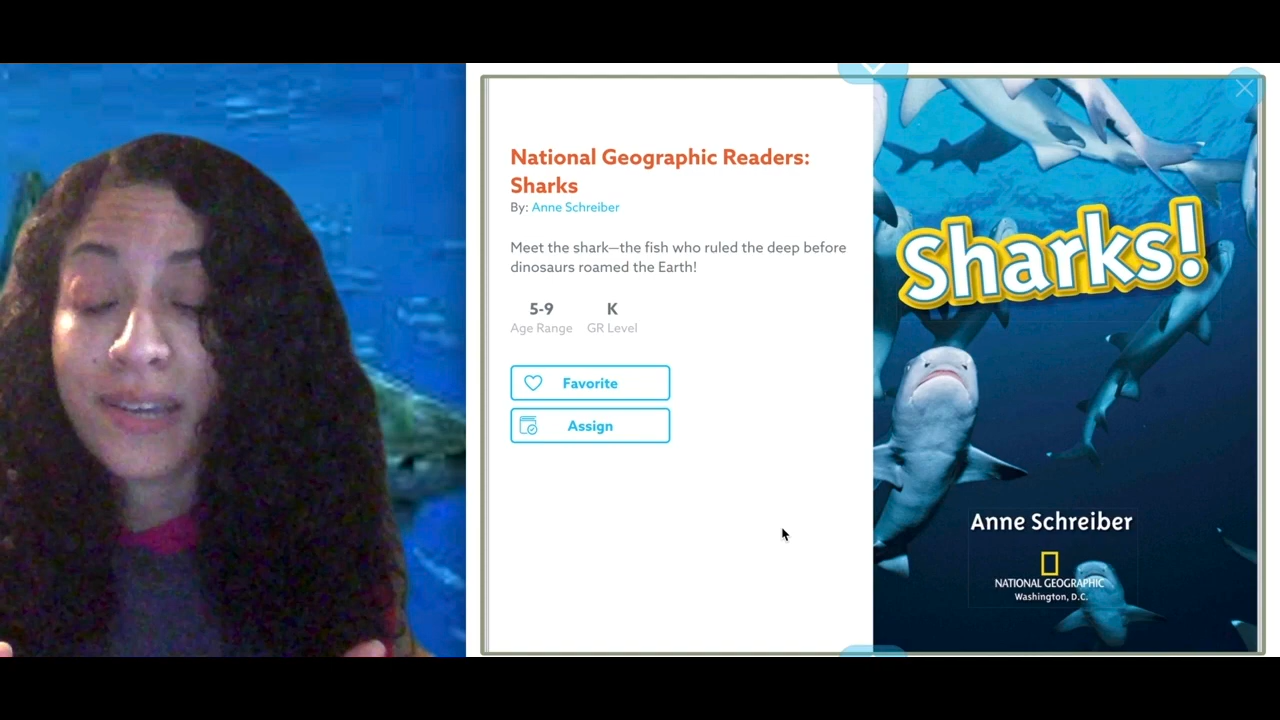 National Geographic Readers:
Sharks
By: Anne Schreiber
Meet the shark—the fish who ruled the deep before
dinosaurs roamed the Earth!
5-9 K
Age Range GR Level
Favorite
Assign
Sharks!
Anne Schreiber
NATIONAL GEOGRAPHIC
Washington, D.C.